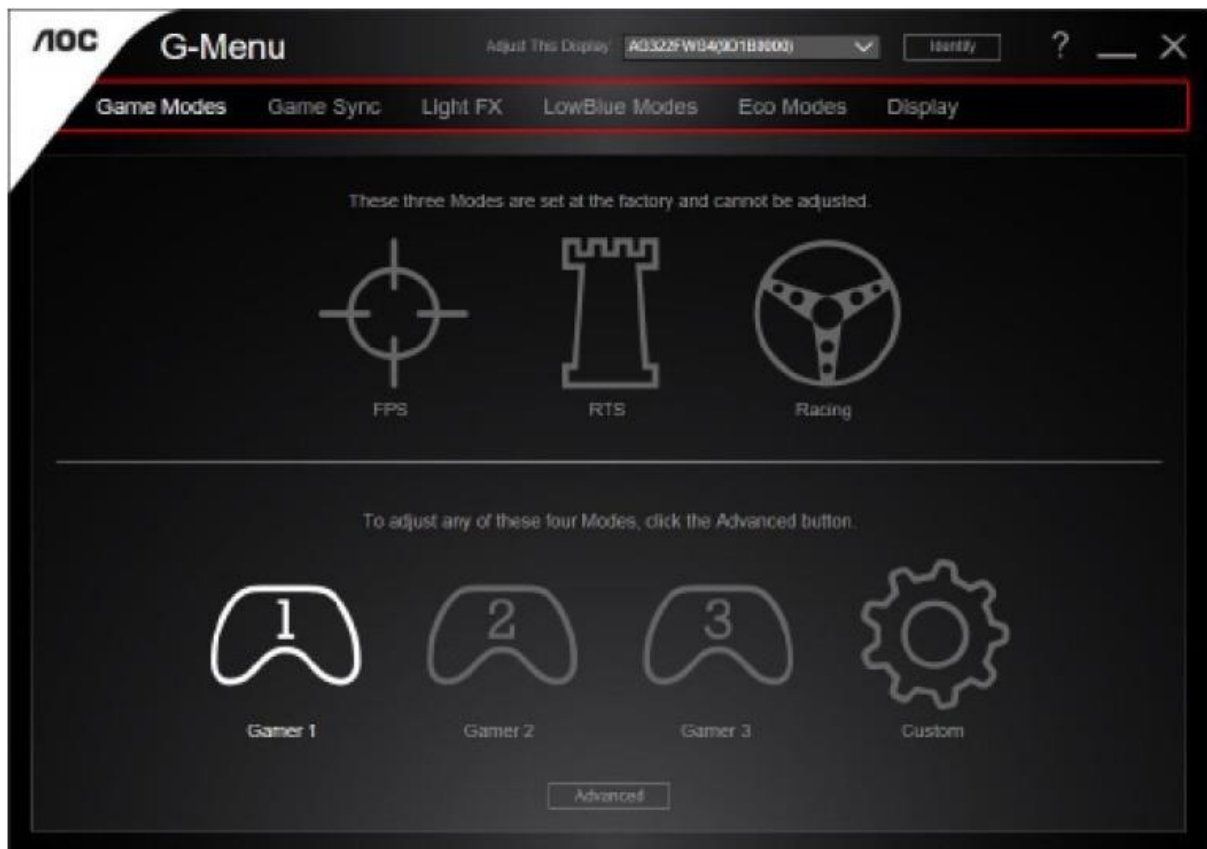 AOC
G-Menu
Adjust This Display:
Identify
?
Game Modes
Game Sync
Light FX
LowBlue Modes
Eco Modes
Display
These three Modes are set at the factory and cannot be adjusted.
FPS
RTS
Racing
To adjust any of these four Modes, click the Advanced button.
1
2
3
Gamer 1
Gamer 2
Gamer 3
Custom
Advanced